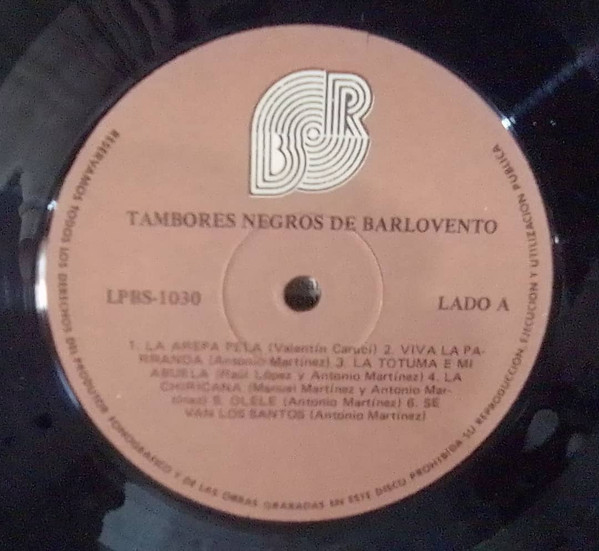 BSR
TAMBORES NEGROS DE BARLOVENTO
LPBS-1030
LADO A
1. LA AREPA PELA (Valentín Carucí) 2. VIVA LA PA-
RRANDA (Antonio Martínez) 3. LA TOTUMA E MI
ABUELA (Raúl López y Antonio Martínez) 4. LA
CHIRICANA (Manuel Martínez y Antonio Mar-
tínez) 5. OLELE (Antonio Martínez) 6. SE
VAN LOS SANTOS (Antonio Martínez)
RESERVAMOS TODOS LOS DERECHOS DEL PRODUTOR FONOGRAFICO Y DE LAS OBRAS GRABADAS EN ESTE DISCO PROHIBIDA SU REPRODUCCION, EJECUCION Y UTILIZACION PUBLICA